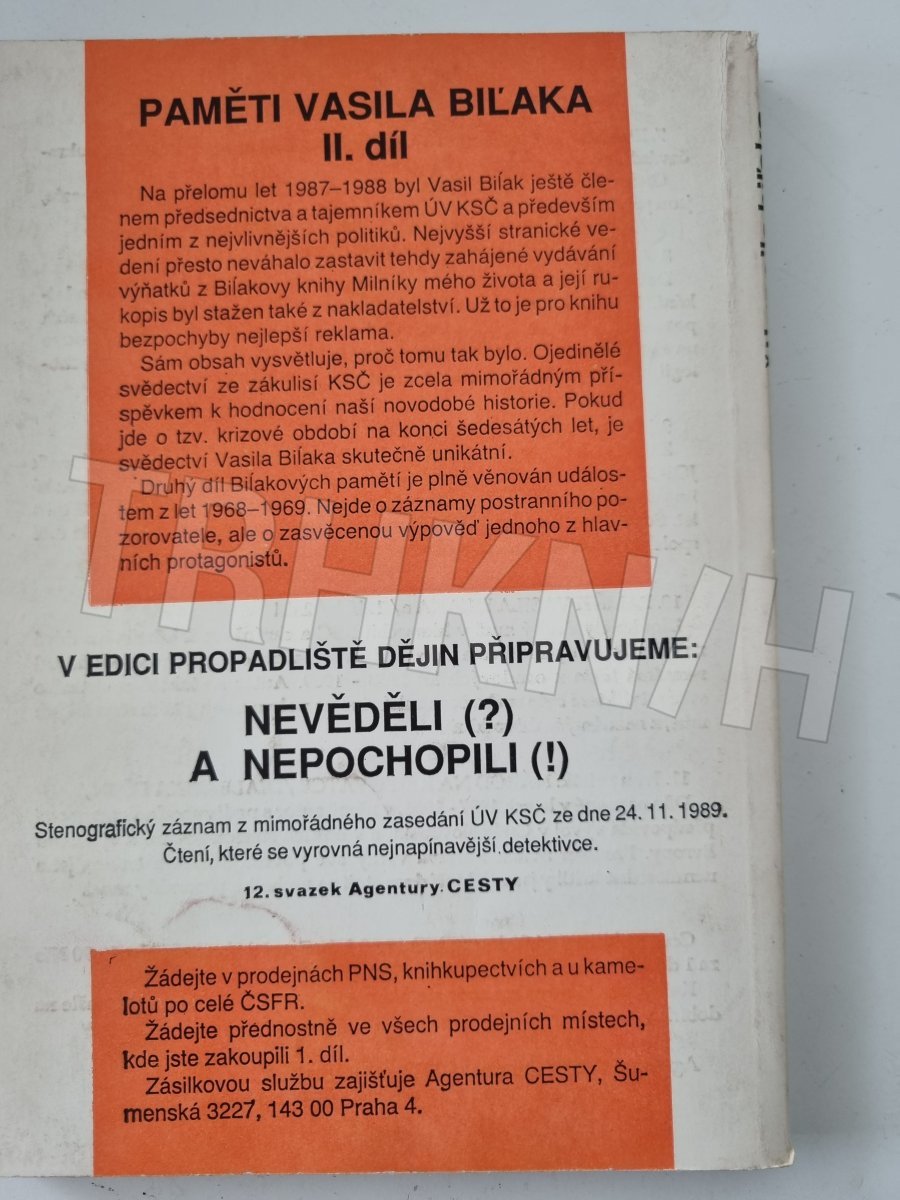 PAMĚTI VASILA BIĽAKA
II. díl
Na přelomu let 1987–1988 byl Vasil Biľak ještě čle-
nem předsednictva a tajemníkem ÚV KSČ a především
jedním z nejvlivnějších politiků. Nejvyšší stranické ve-
dení přesto neváhalo zastavit tehdy zahájené vydávání
výňatků z Biľakovy knihy Milníky mého života a její ru-
kopis byl stažen také z nakladatelství. Už to je pro knihu
bezpochyby nejlepší reklama.
Sám obsah vysvětluje, proč tomu tak bylo. Ojedinělé
svědectví ze zákulisí KSČ je zcela mimořádným pří-
spěvkem k hodnocení naší novodobé historie. Pokud
jde o tzv. krizové období na konci šedesátých let, je
svědectví Vasila Biľaka skutečně unikátní.
Druhý díl Biľakových pamětí je plně věnován událos-
tem z let 1968–1969. Nejde o záznamy postranního po-
zorovatele, ale o zasvěcenou výpověď jednoho z hlav-
ních protagonistů.
TRHKNIH
V EDICI PROPADLIŠTĚ DĚJIN PŘIPRAVUJEME:
NEVĚDĚLI (?)
A NEPOCHOPILI (!)
Stenografický záznam z mimořádného zasedání ÚV KSČ ze dne 24. 11. 1989.
Čtení, které se vyrovná nejnapínavější detektivce.
12. svazek Agentury CESTY
Žádejte v prodejnách PNS, knihkupectvích a u kame-
lotů po celé ČSFR.
Žádejte přednostně ve všech prodejních místech,
kde jste zakoupili 1. díl.
Zásilkovou službu zajišťuje Agentura CESTY, Šu-
menská 3227, 143 00 Praha 4.